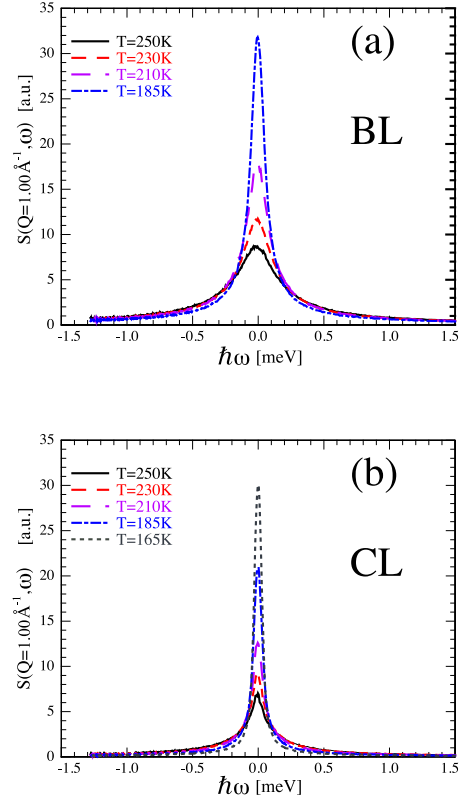 (a)
BL
T=250K
T=230K
T=210K
T=185K
S(Q=1.00Å⁻¹,ω) [a.u.]
35
30
25
20
15
10
5
0
-1.5 -1.0 -0.5 0.0 0.5 1.0 1.5
ℏω [meV]
(b)
CL
T=250K
T=230K
T=210K
T=185K
T=165K
S(Q=1.00Å⁻¹,ω) [a.u.]
35
30
25
20
15
10
5
0
-1.5 -1.0 -0.5 0.0 0.5 1.0 1.5
ℏω [meV]